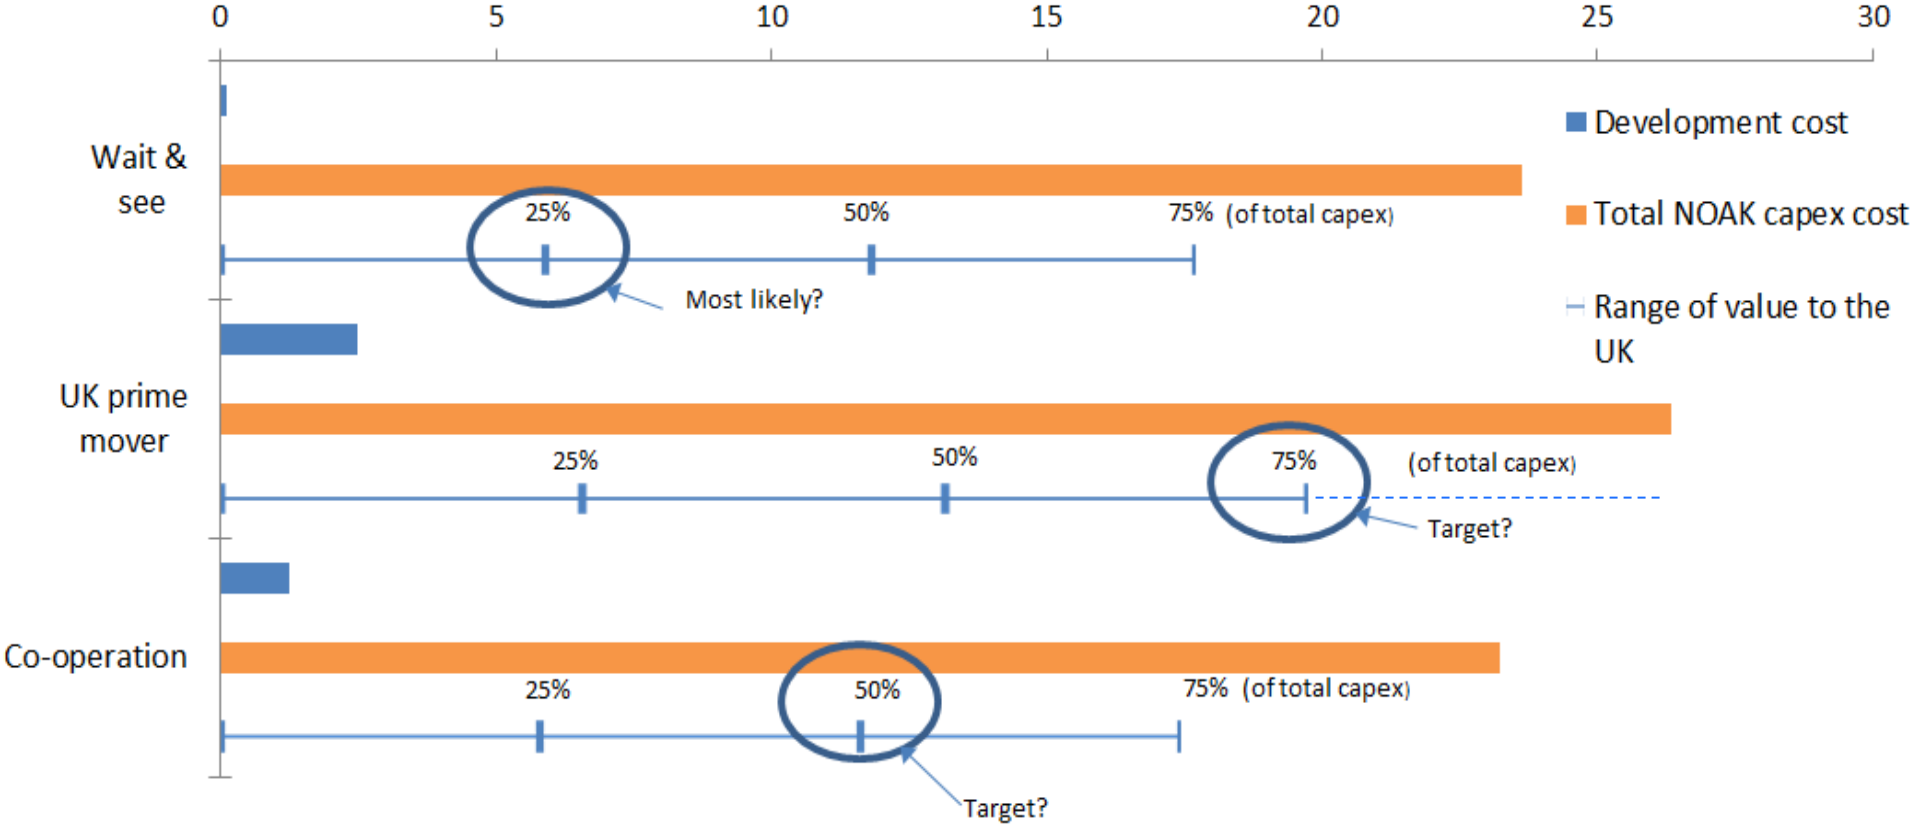 0 5 10 15 20 25 30
Development cost
Wait &
see
Total NOAK capex cost
25% 50% 75% (of total capex)
Most likely?
Range of value to the
UK
UK prime
mover
25% 50% 75% (of total capex)
Target?
Co-operation
25% 50% 75% (of total capex)
Target?